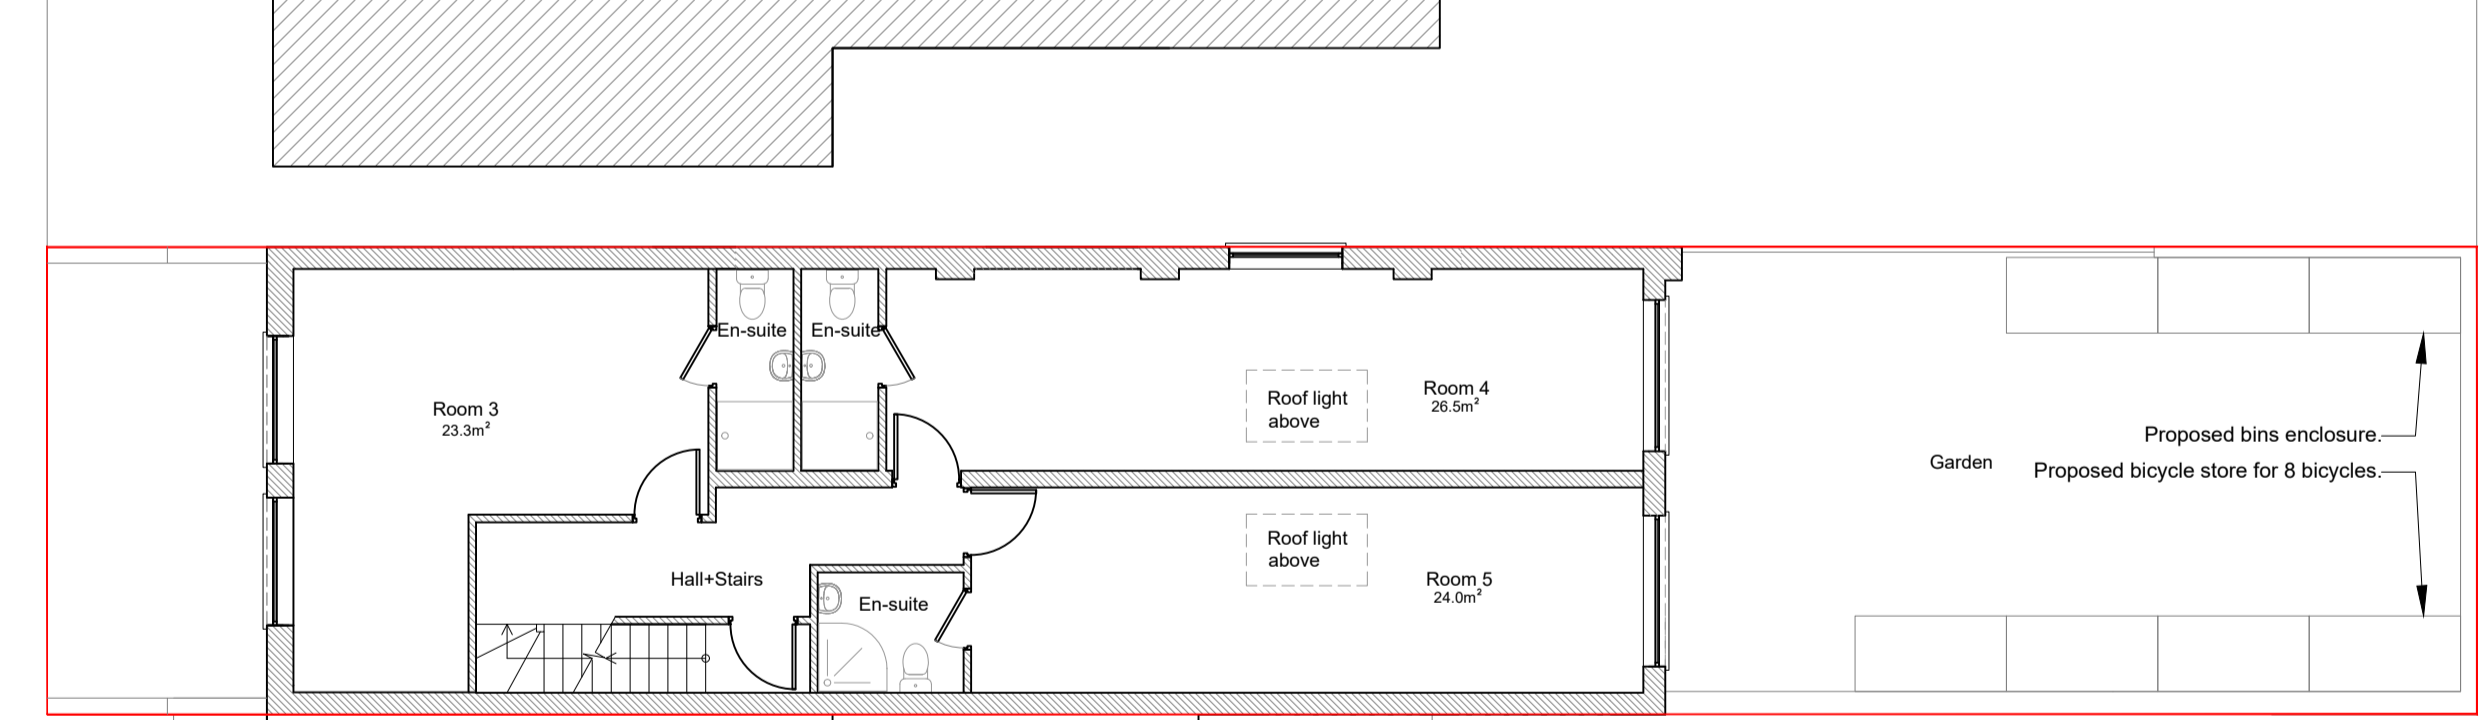 En-suite
En-suite
Room 3
23.3m²
Roof light
above
Room 4
26.5m²
Proposed bins enclosure.
Garden
Proposed bicycle store for 8 bicycles.
Roof light
above
Hall+Stairs
En-suite
Room 5
24.0m²